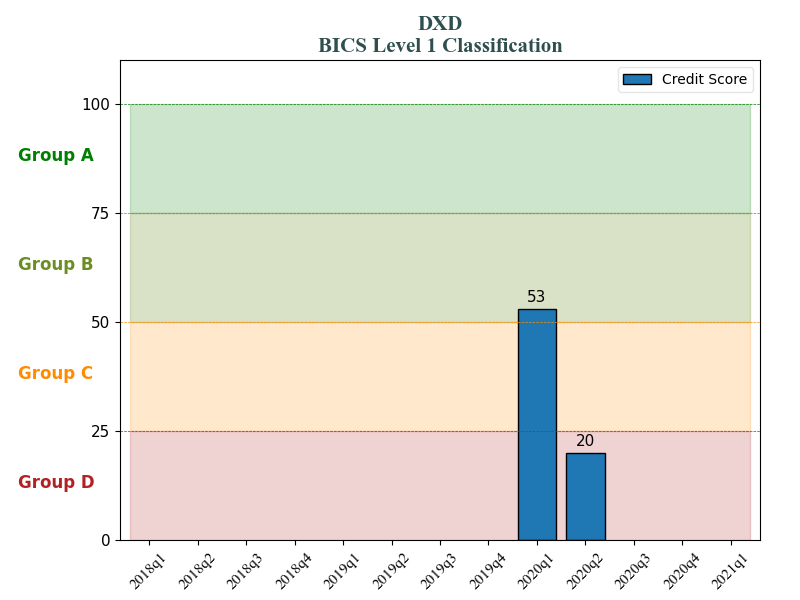 DXD
BICS Level 1 Classification
Credit Score
100
Group A
75
Group B
50
Group C
25
Group D
0
53
20
2018q1
2018q2
2018q3
2018q4
2019q1
2019q2
2019q3
2019q4
2020q1
2020q2
2020q3
2020q4
2021q1